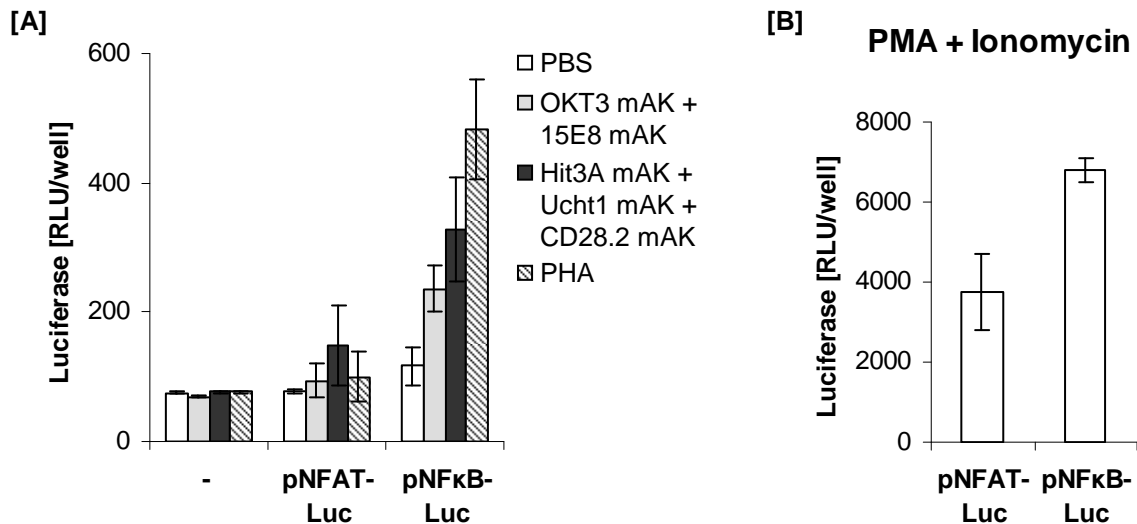 [A]
Luciferase [RLU/well]
600
400
200
0
-
pNFAT-
Luc
pNFκB-
Luc
PBS
OKT3 mAK +
15E8 mAK
Hit3A mAK +
Ucht1 mAK +
CD28.2 mAK
PHA
[B]
PMA + Ionomycin
Luciferase [RLU/well]
8000
6000
4000
2000
0
pNFAT-
Luc
pNFκB-
Luc